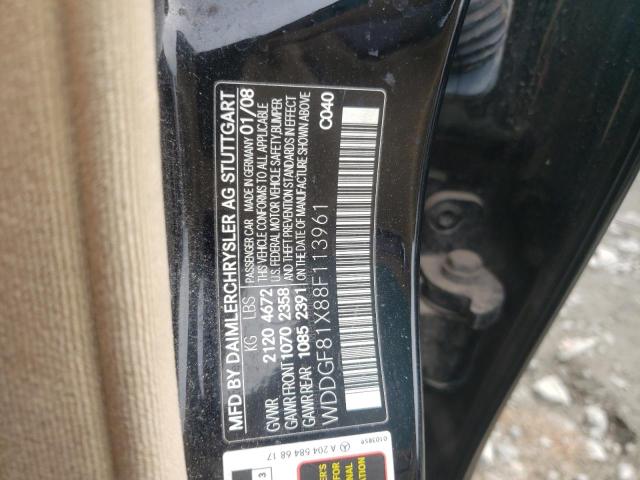 MFD BY DAIMLERCHRYSLER AG STUTTGART
KG LBS PASSENGER CAR MADE IN GERMANY 01/08
GVWR 2120 4672 THIS VEHICLE CONFORMS TO ALL APPLICABLE
U.S. FEDERAL MOTOR VEHICLE SAFETY, BUMPER
GAWR FRONT 1070 2358 AND THEFT PREVENTION STANDARDS IN EFFECT
GAWR REAR 1085 2391 ON THE DATE OF MANUFACTURE SHOWN ABOVE
WDDGF81X88F113961 C040
A 204 584 68 17
FOR